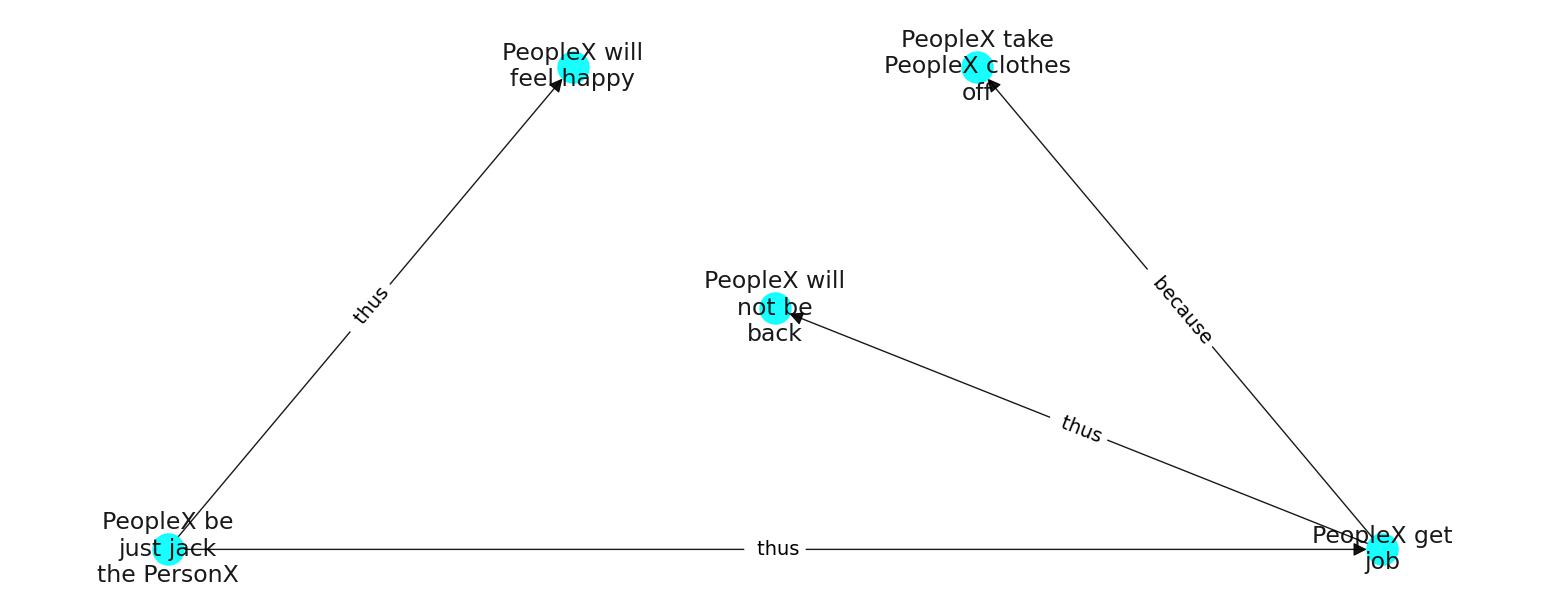 PeopleX will
feel happy
PeopleX take
PeopleX clothes
off
thus
because
PeopleX will
not be
back
thus
PeopleX be
just jack
the PersonX
thus
PeopleX get
job